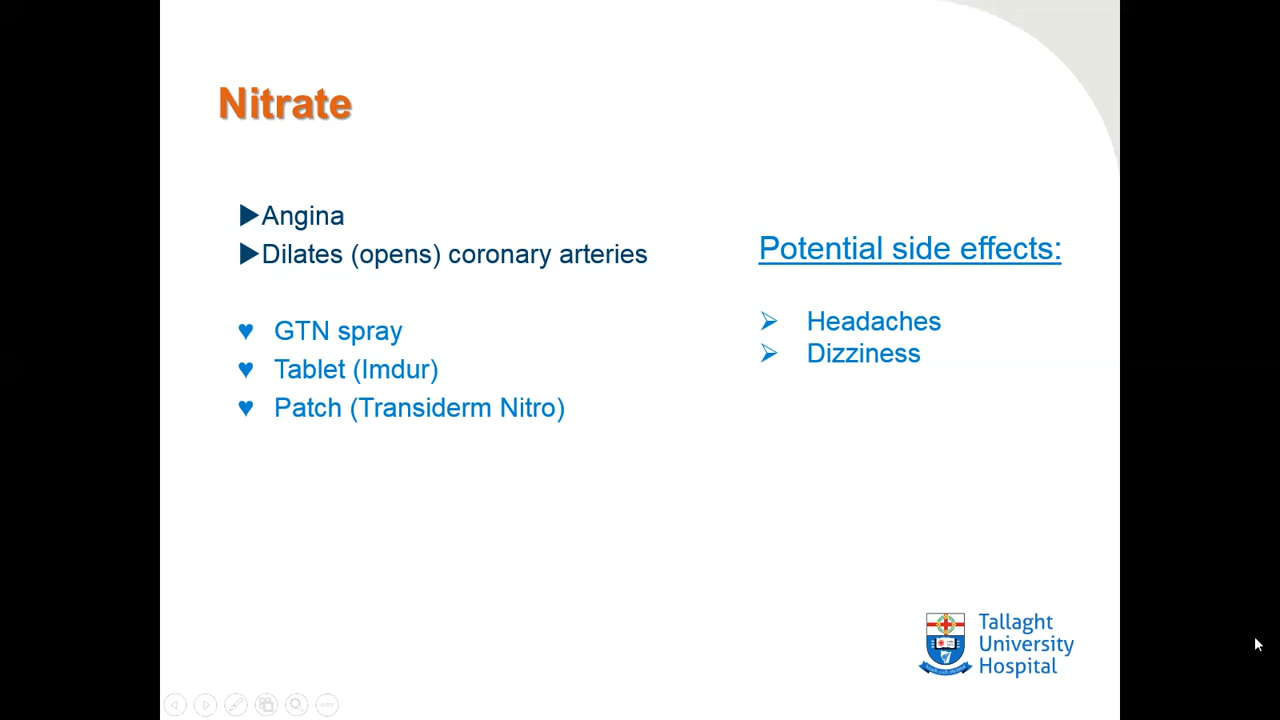 Nitrate
▶Angina
▶Dilates (opens) coronary arteries
♥ GTN spray
♥ Tablet (Imdur)
♥ Patch (Transiderm Nitro)
Potential side effects:
➢ Headaches
➢ Dizziness
Tallaght
University
Hospital